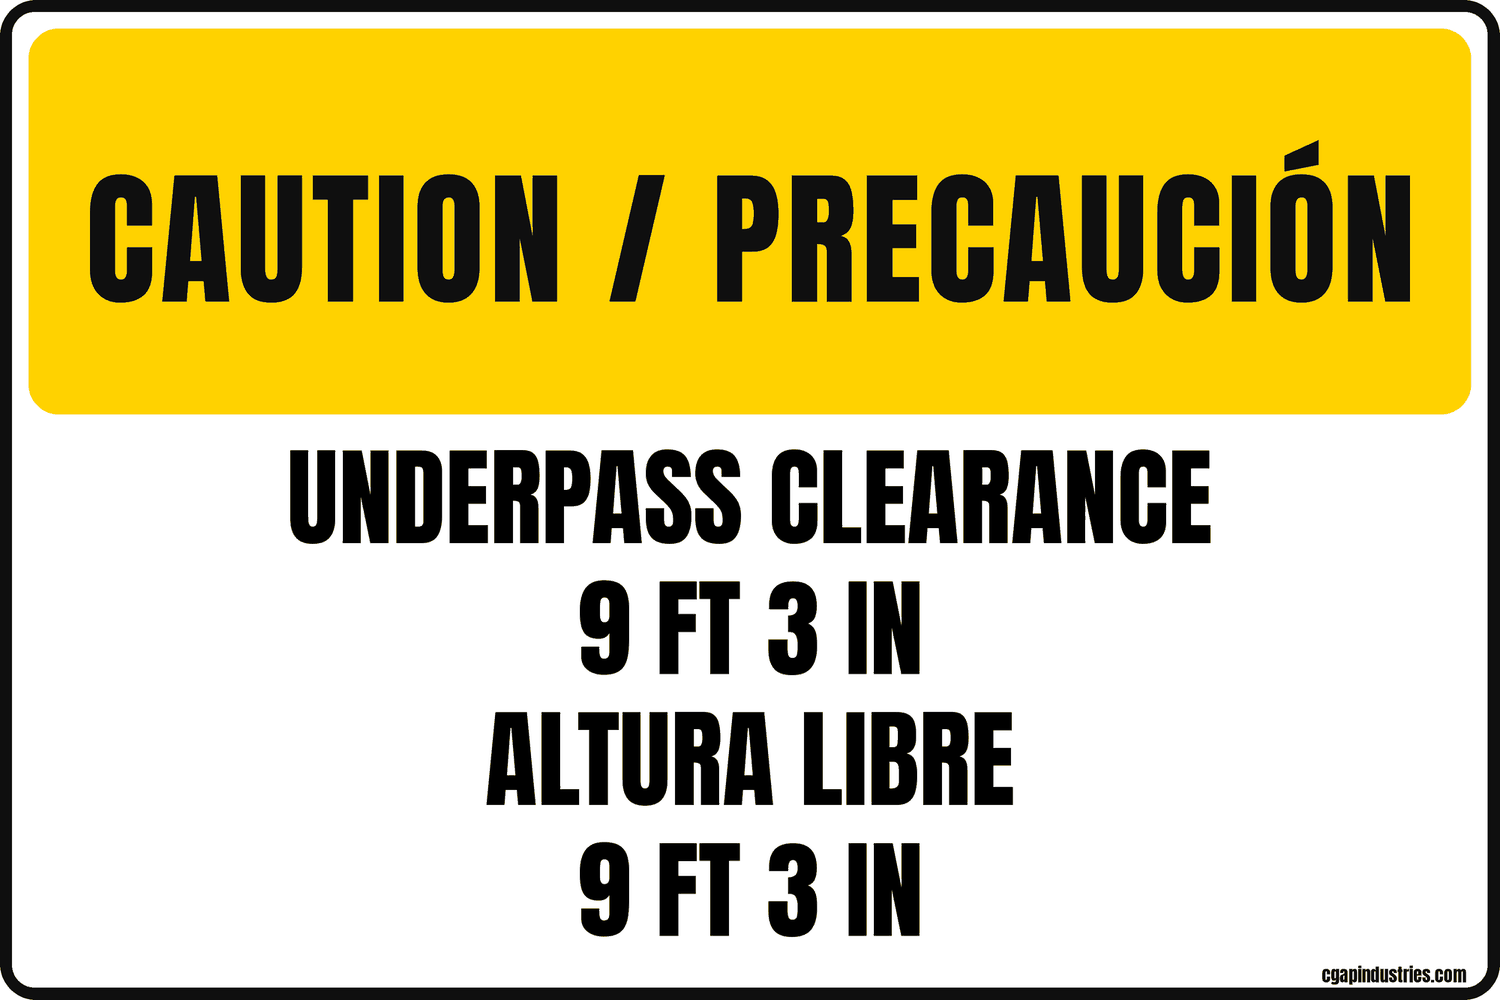 CAUTION / PRECAUCIÓN
UNDERPASS CLEARANCE
9 FT 3 IN
ALTURA LIBRE
9 FT 3 IN
cgapindustries.com